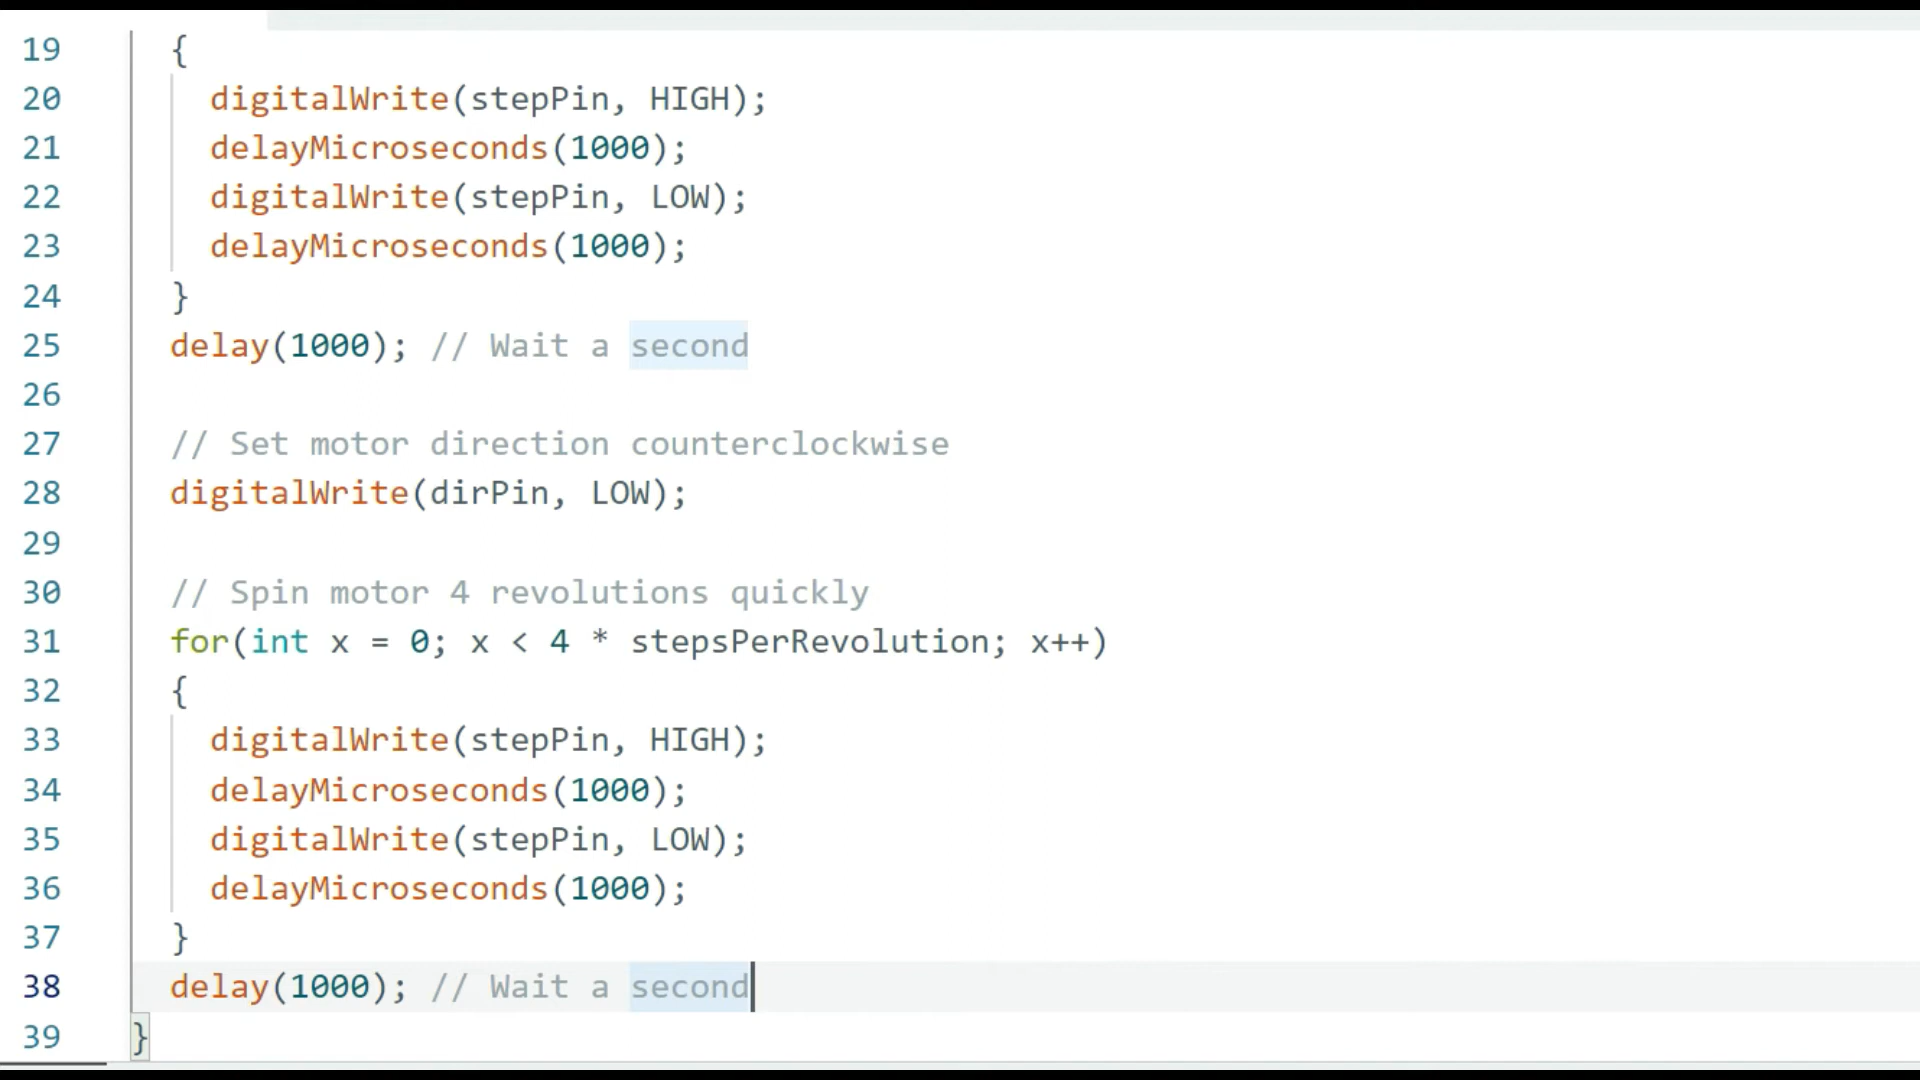 19 {
20 digitalWrite(stepPin, HIGH);
21 delayMicroseconds(1000);
22 digitalWrite(stepPin, LOW);
23 delayMicroseconds(1000);
24 }
25 delay(1000); // Wait a second
26
27 // Set motor direction counterclockwise
28 digitalWrite(dirPin, LOW);
29
30 // Spin motor 4 revolutions quickly
31 for(int x = 0; x < 4 * stepsPerRevolution; x++)
32 {
33 digitalWrite(stepPin, HIGH);
34 delayMicroseconds(1000);
35 digitalWrite(stepPin, LOW);
36 delayMicroseconds(1000);
37 }
38 delay(1000); // Wait a second
39 }